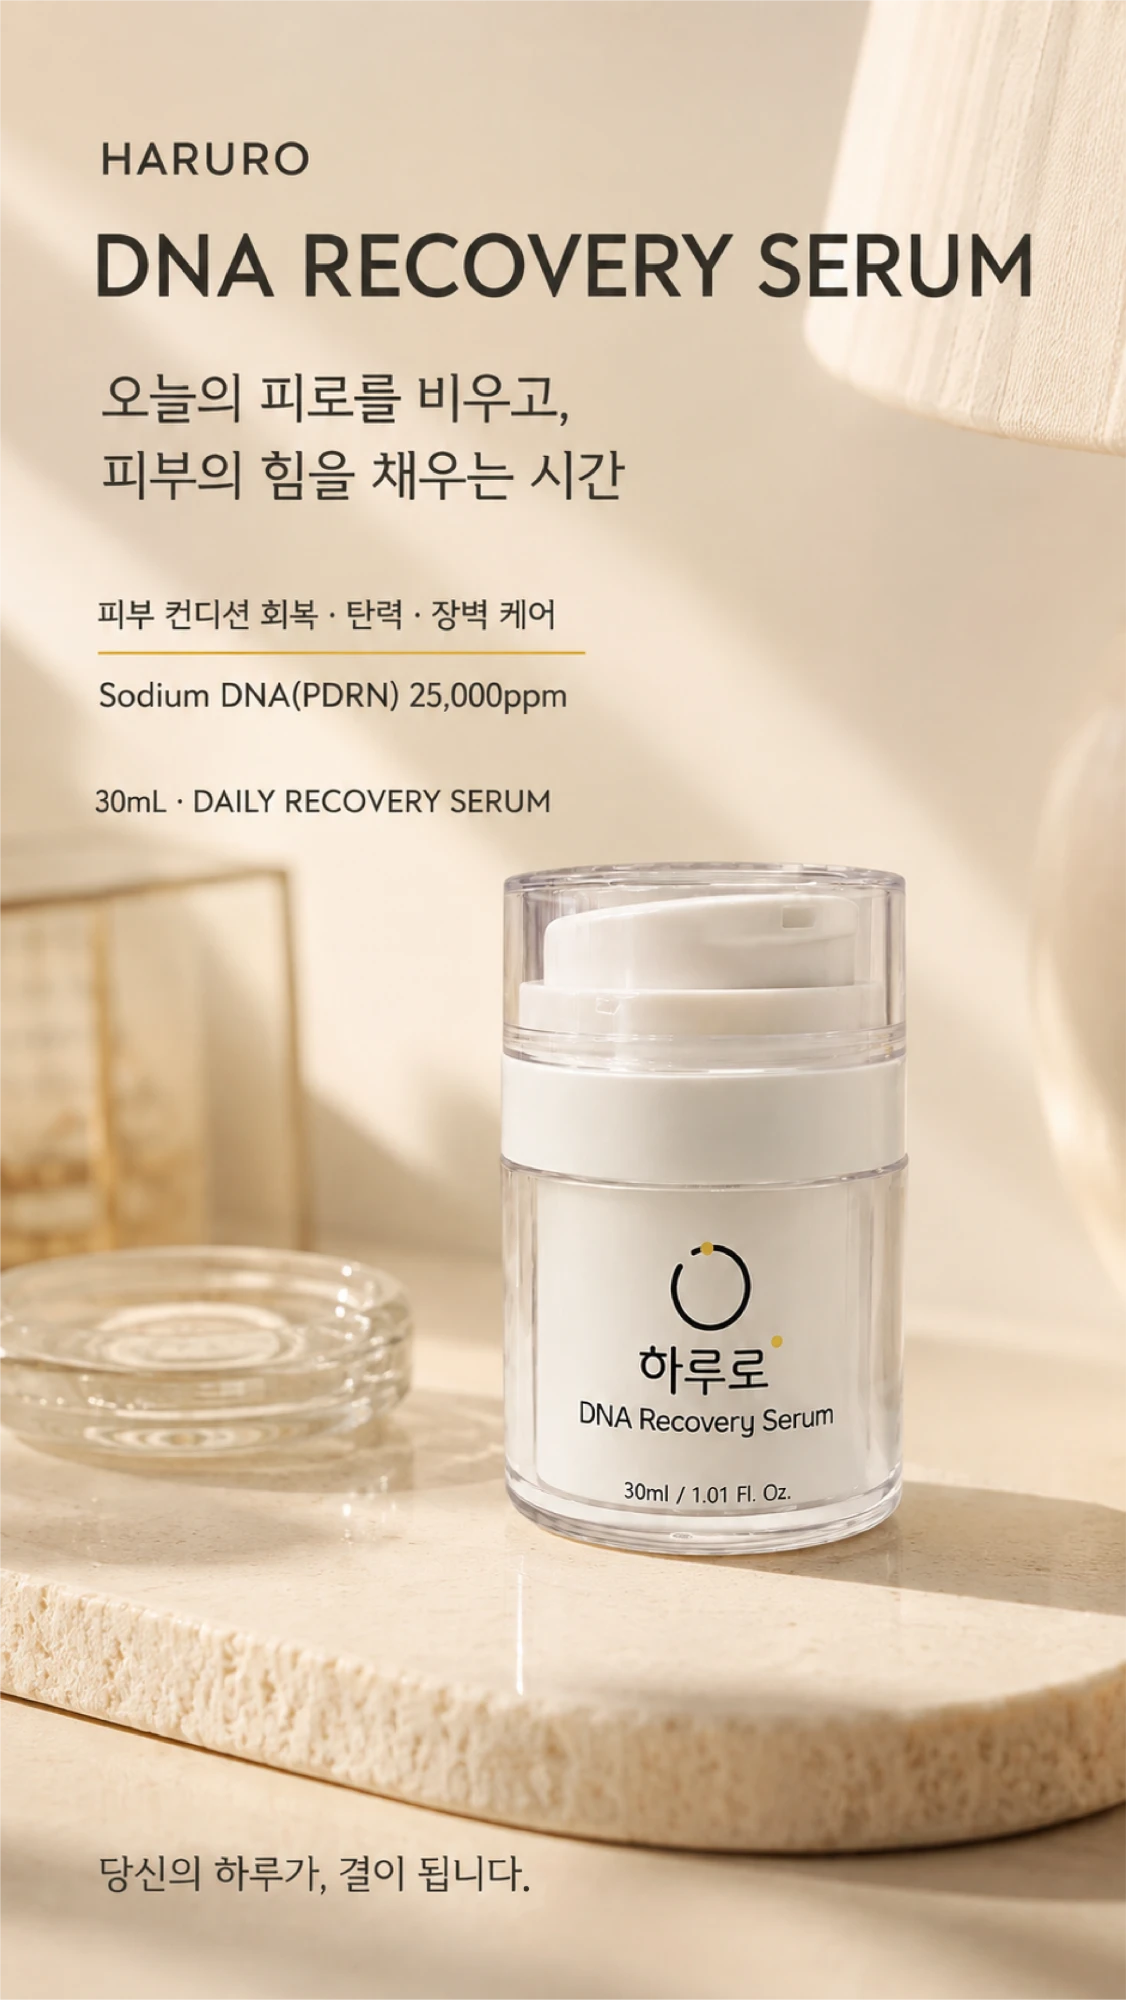 HARURO
DNA RECOVERY SERUM
오늘의 피로를 비우고,
피부의 힘을 채우는 시간
피부 컨디션 회복 · 탄력 · 장벽 케어
Sodium DNA(PDRN) 25,000ppm
30mL · DAILY RECOVERY SERUM
하루로
DNA Recovery Serum
30ml / 1.01 Fl. Oz.
당신의 하루가, 결이 됩니다.